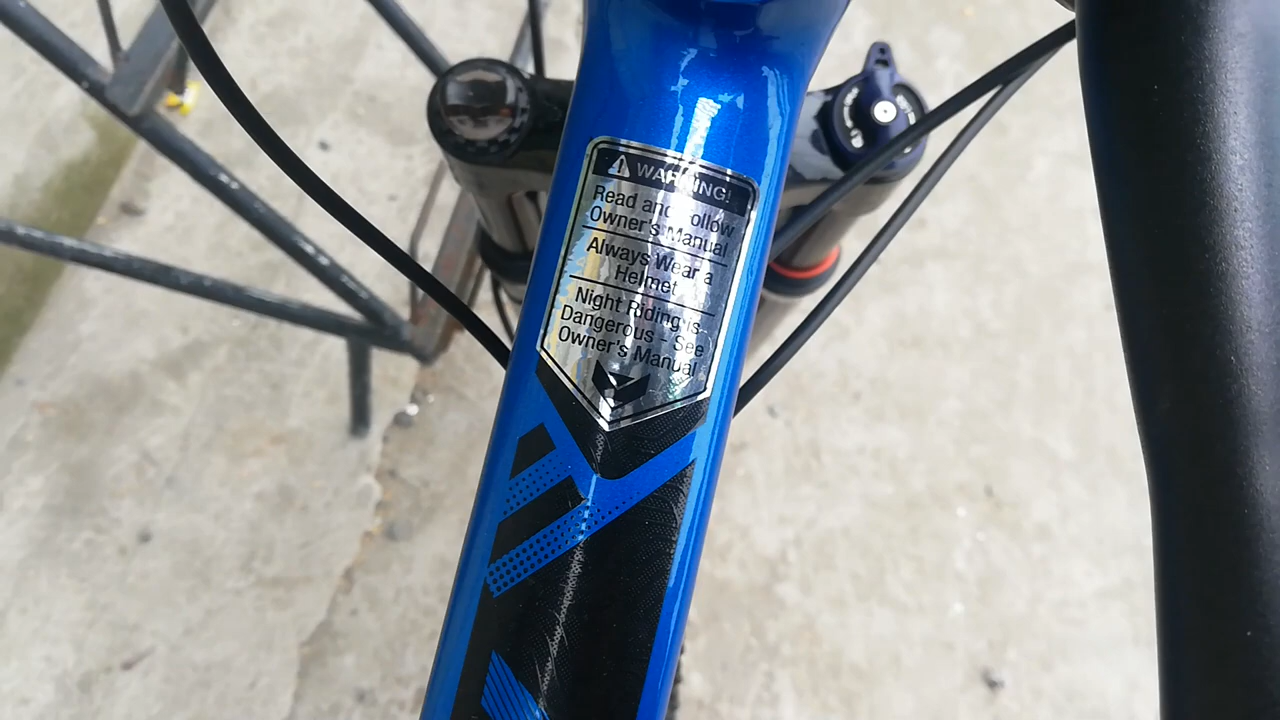 WARNING!
Read and Follow
Owner's Manual
Always Wear a
Helmet
Night Riding is
Dangerous - See
Owner's Manual